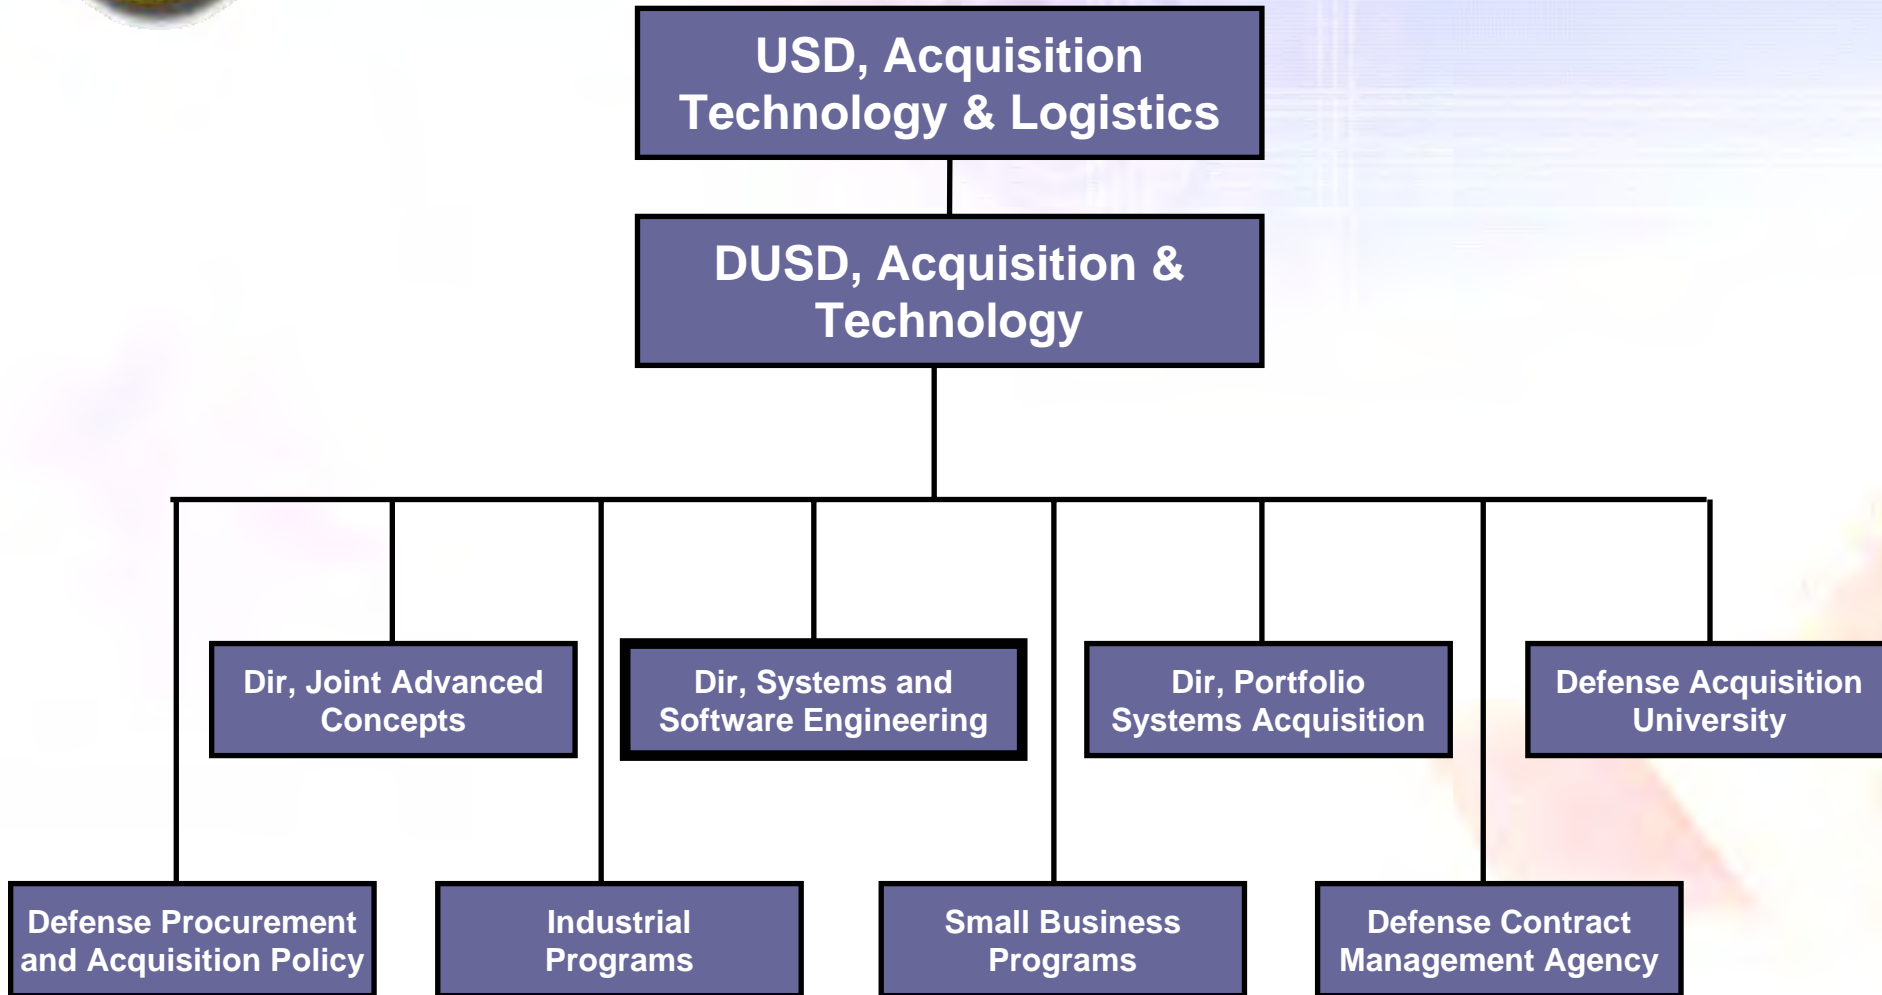 USD, Acquisition
Technology & Logistics
DUSD, Acquisition &
Technology
Dir, Joint Advanced
Concepts
Dir, Systems and
Software Engineering
Dir, Portfolio
Systems Acquisition
Defense Acquisition
University
Defense Procurement
and Acquisition Policy
Industrial
Programs
Small Business
Programs
Defense Contract
Management Agency